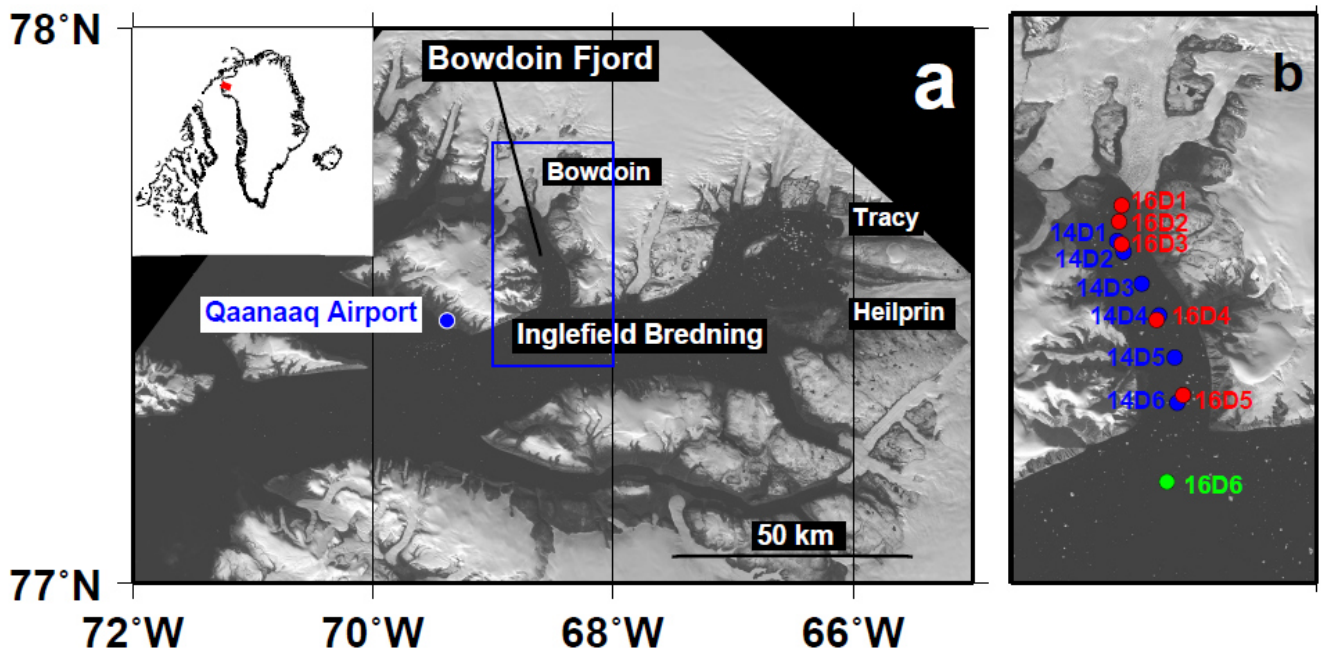 78°N
Bowdoin Fjord
a
b
Bowdoin
Tracy
16D1
16D2
14D1
16D3
14D2
14D3
Qaanaaq Airport
Heilprin
14D4
16D4
Inglefield Bredning
14D5
14D6
16D5
16D6
50 km
77°N
72°W
70°W
68°W
66°W